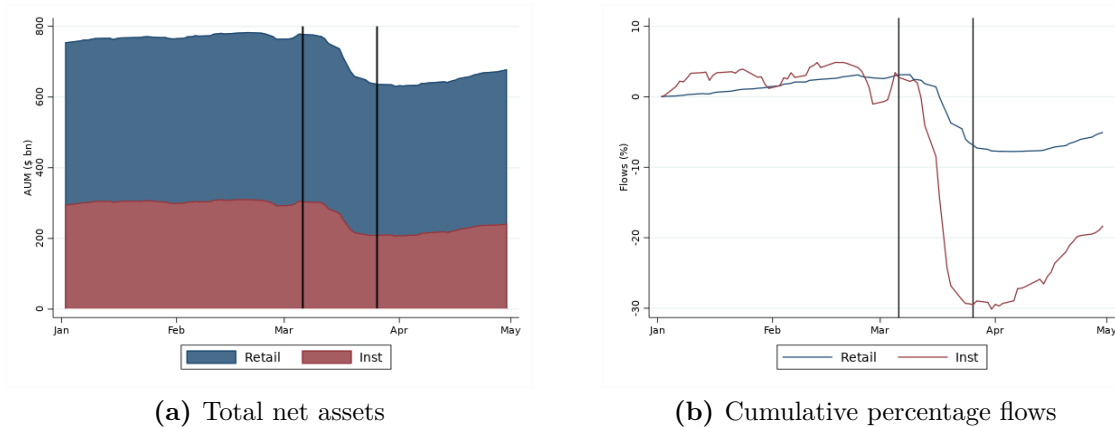 AUM ($ bn)
800
600
400
200
0
Jan Feb Mar Apr May
Retail Inst
(a) Total net assets
Flows (%)
10
0
-10
-20
-30
Jan Feb Mar Apr May
Retail Inst
(b) Cumulative percentage flows